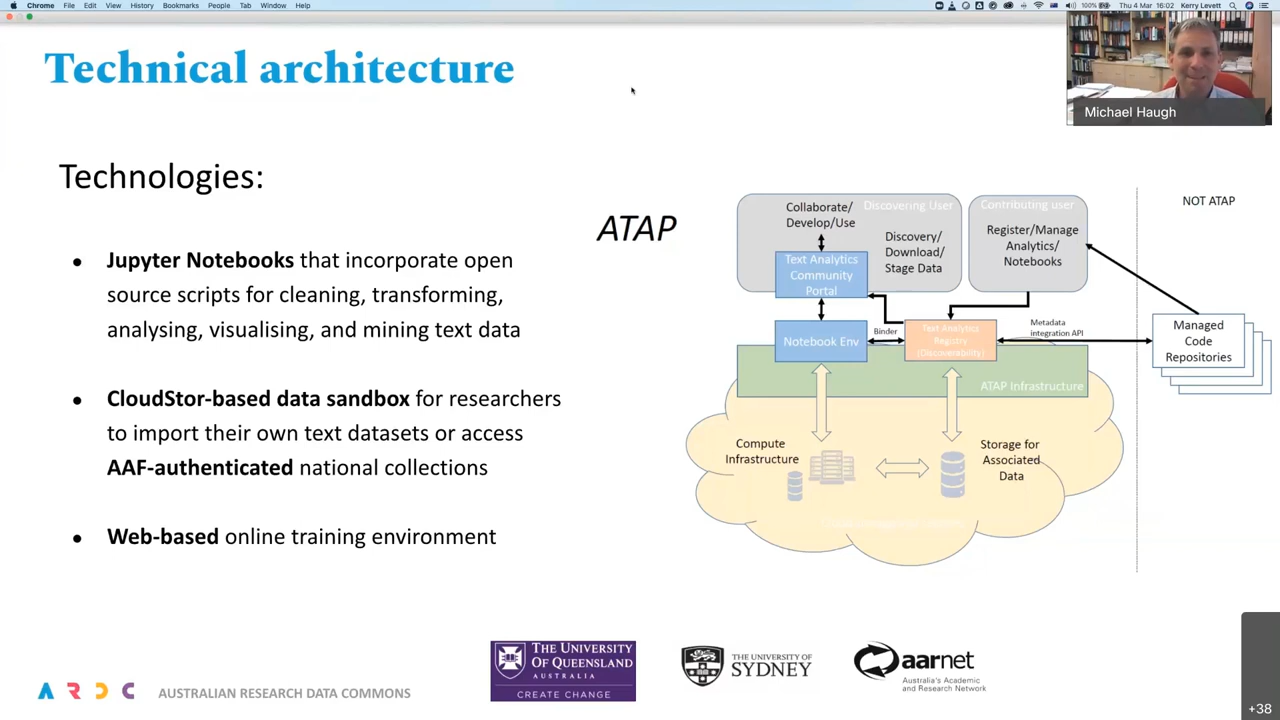 Chrome File Edit View History Bookmarks People Tab Window Help
100% Thu 4 Mar 16:02 Kerry Levett
Technical architecture
Michael Haugh
Technologies:
• Jupyter Notebooks that incorporate open
source scripts for cleaning, transforming,
analysing, visualising, and mining text data
• CloudStor-based data sandbox for researchers
to import their own text datasets or access
AAF-authenticated national collections
• Web-based online training environment
ATAP
Collaborate/
Develop/Use
Discovering User
Discovery/
Download/
Stage Data
Contributing user
Register/Manage
Analytics/
Notebooks
NOT ATAP
Text Analytics
Community
Portal
Notebook Env
Binder
Text Analytics
Registry
(Discoverability)
Metadata
integration API
Managed
Code
Repositories
ATAP Infrastructure
Compute
Infrastructure
Storage for
Associated
Data
ARDC AUSTRALIAN RESEARCH DATA COMMONS
THE UNIVERSITY
OF QUEENSLAND
AUSTRALIA
CREATE CHANGE
THE UNIVERSITY OF
SYDNEY
aarnet
Australia's Academic
and Research Network
+38